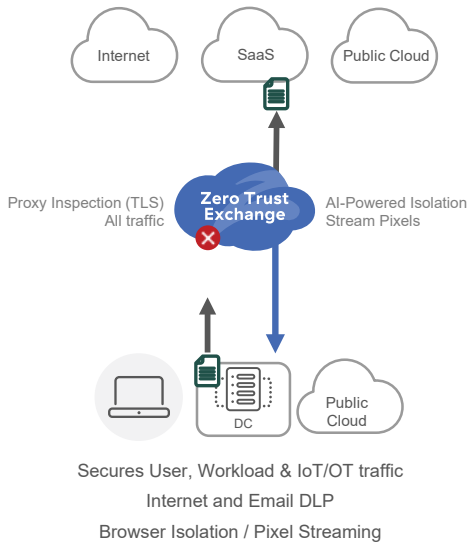 Internet
SaaS
Public Cloud
Proxy Inspection (TLS)
All traffic
Zero Trust
Exchange
AI-Powered Isolation
Stream Pixels
DC
Public
Cloud
Secures User, Workload & IoT/OT traffic
Internet and Email DLP
Browser Isolation / Pixel Streaming